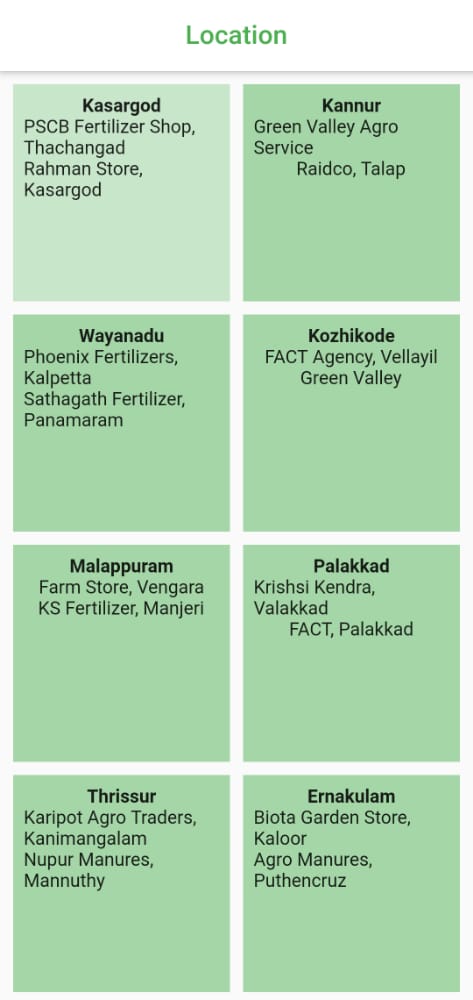 Location
Kasargod
PSCB Fertilizer Shop,
Thachangad
Rahman Store,
Kasargod
Kannur
Green Valley Agro
Service
Raidco, Talap
Wayanadu
Phoenix Fertilizers,
Kalpetta
Sathagath Fertilizer,
Panamaram
Kozhikode
FACT Agency, Vellayil
Green Valley
Malappuram
Farm Store, Vengara
KS Fertilizer, Manjeri
Palakkad
Krishsi Kendra,
Valakkad
FACT, Palakkad
Thrissur
Karipot Agro Traders,
Kanimangalam
Nupur Manures,
Mannuthy
Ernakulam
Biota Garden Store,
Kaloor
Agro Manures,
Puthencruz